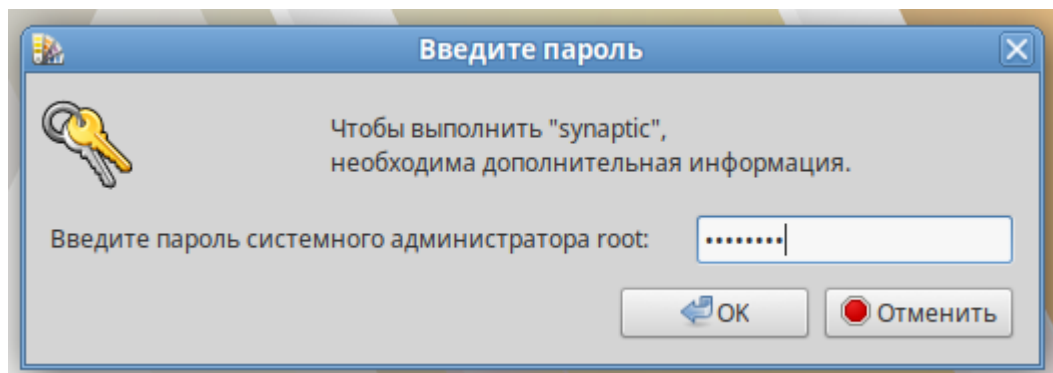 Введите пароль
Чтобы выполнить "synaptic",
необходима дополнительная информация.
Введите пароль системного администратора root:
OK
Отменить